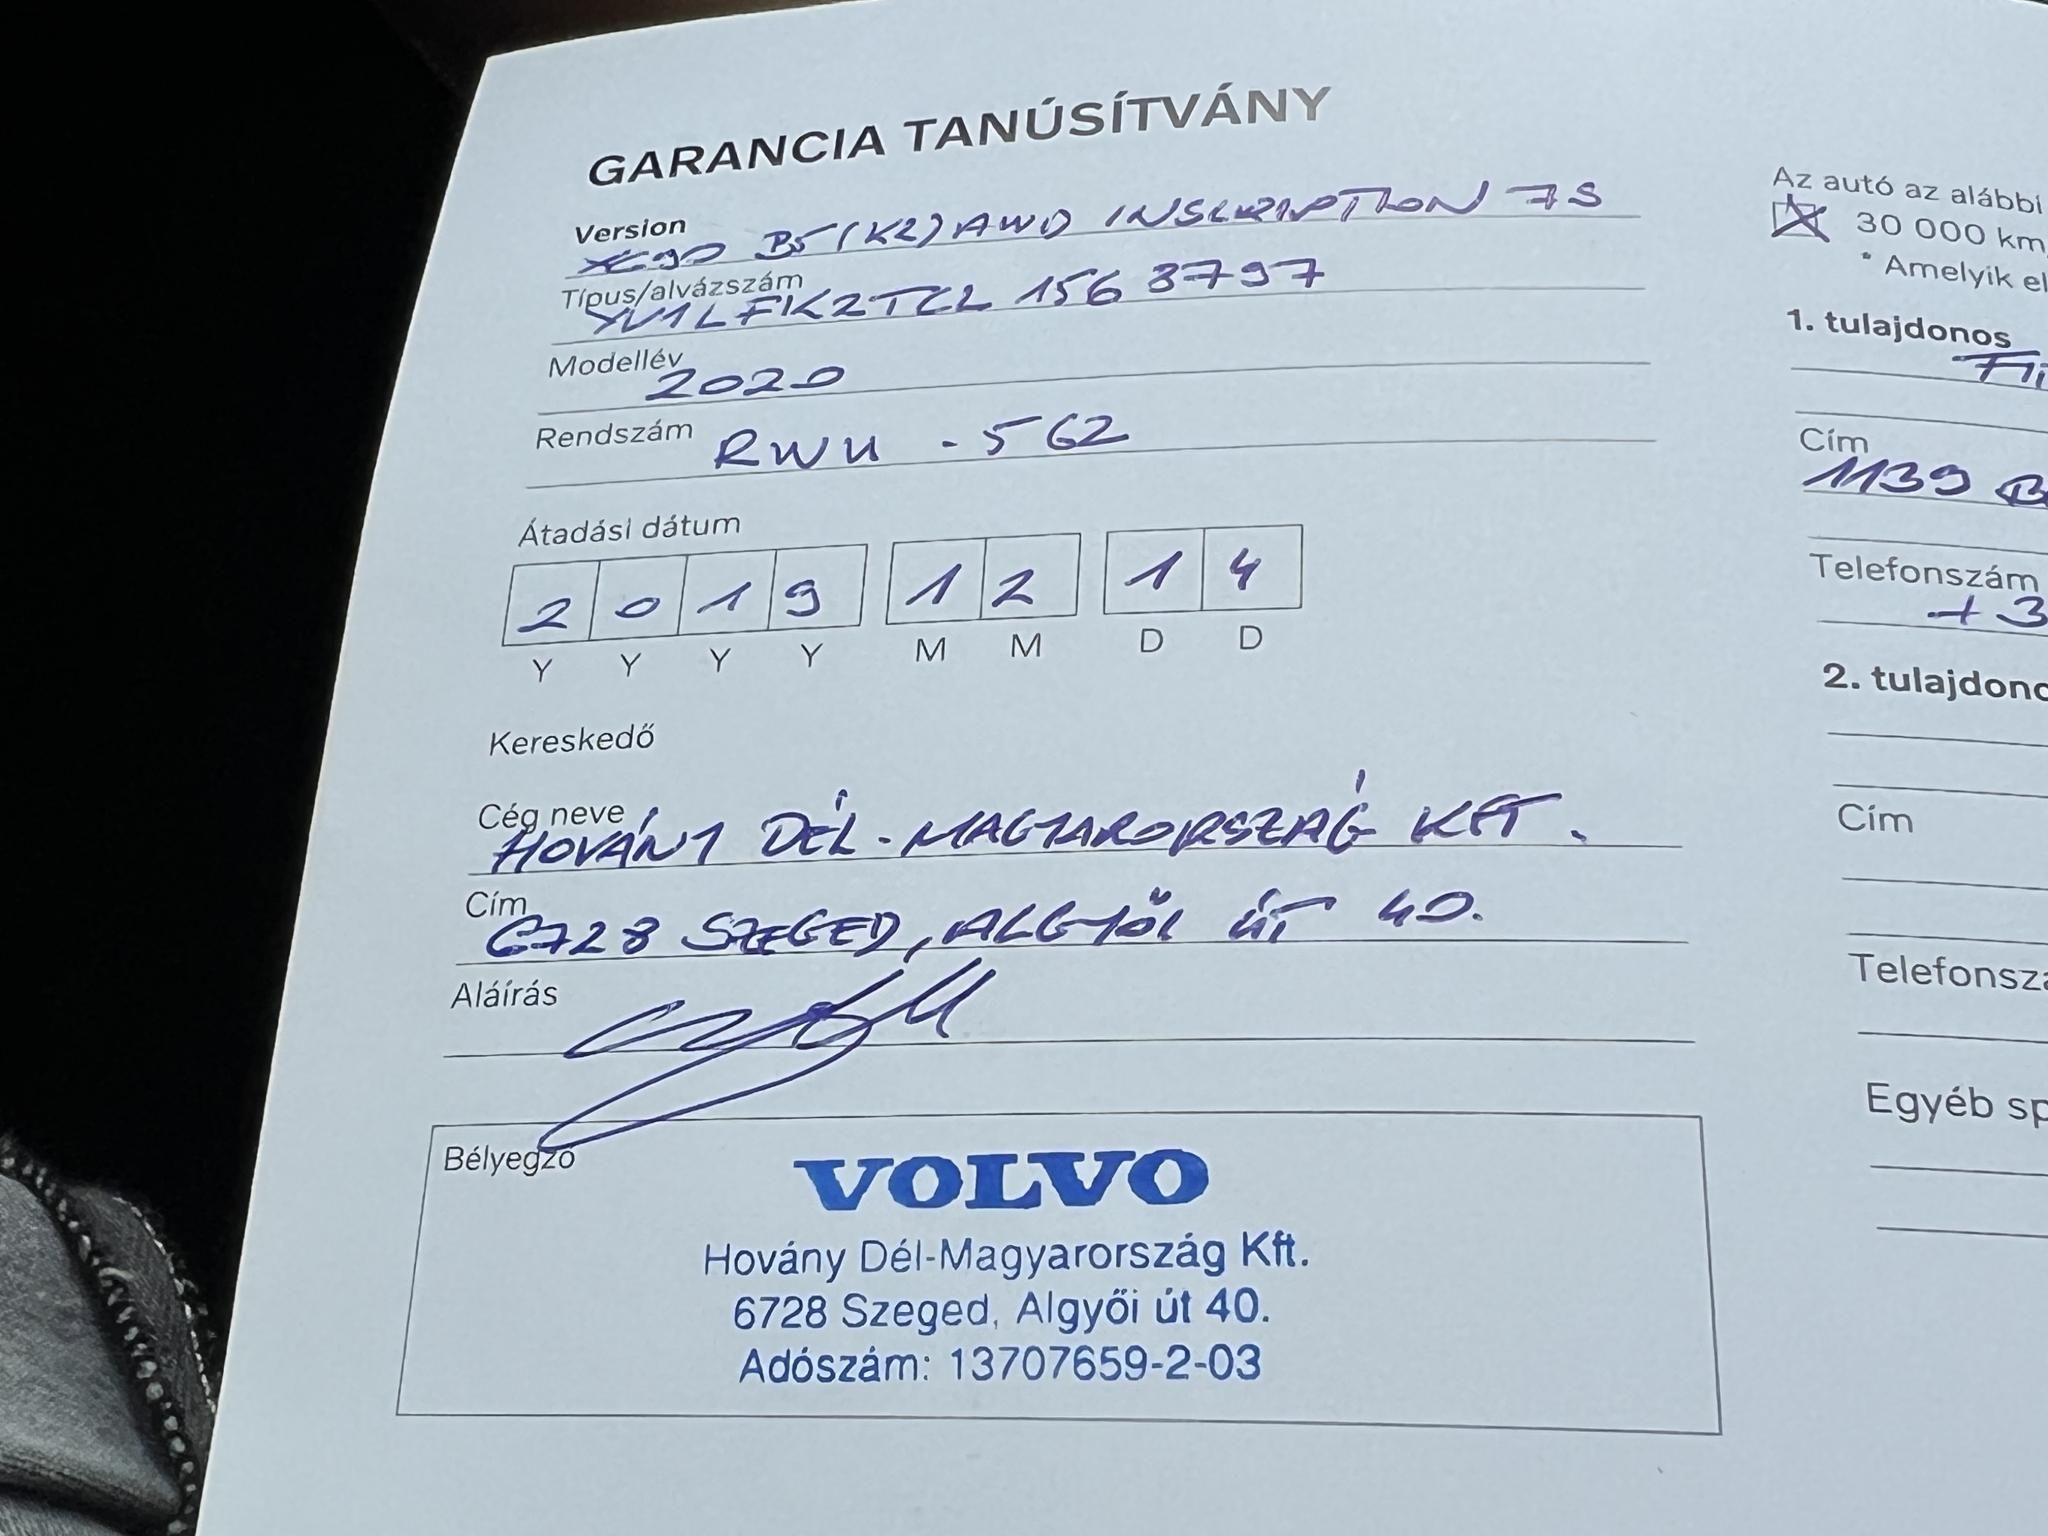 GARANCIA TANÚSÍTVÁNY
Version
XC90 B5 (K2) AWD INSCRIPTION 7S
Típus/alvázszám
YV1LFK2TCL 1568797
Modellév
2020
Rendszám RWU - 562
Átadási dátum
2 0 1 9 1 2 1 4
Y Y Y Y M M D D
Kereskedő
Cég neve
HOVÁNY DÉL-MAGYARORSZÁG KFT.
Cím
6728 SZEGED, ALGYŐI ÚT 40.
Aláírás
Bélyegző
VOLVO
Hovány Dél-Magyarország Kft.
6728 Szeged, Algyői út 40.
Adószám: 13707659-2-03
Az autó az alábbi
30 000 km
* Amelyik el
1. tulajdonos
Cím
1139
Telefonszám
+3
2. tulajdono
Cím
Telefonsz
Egyéb sp